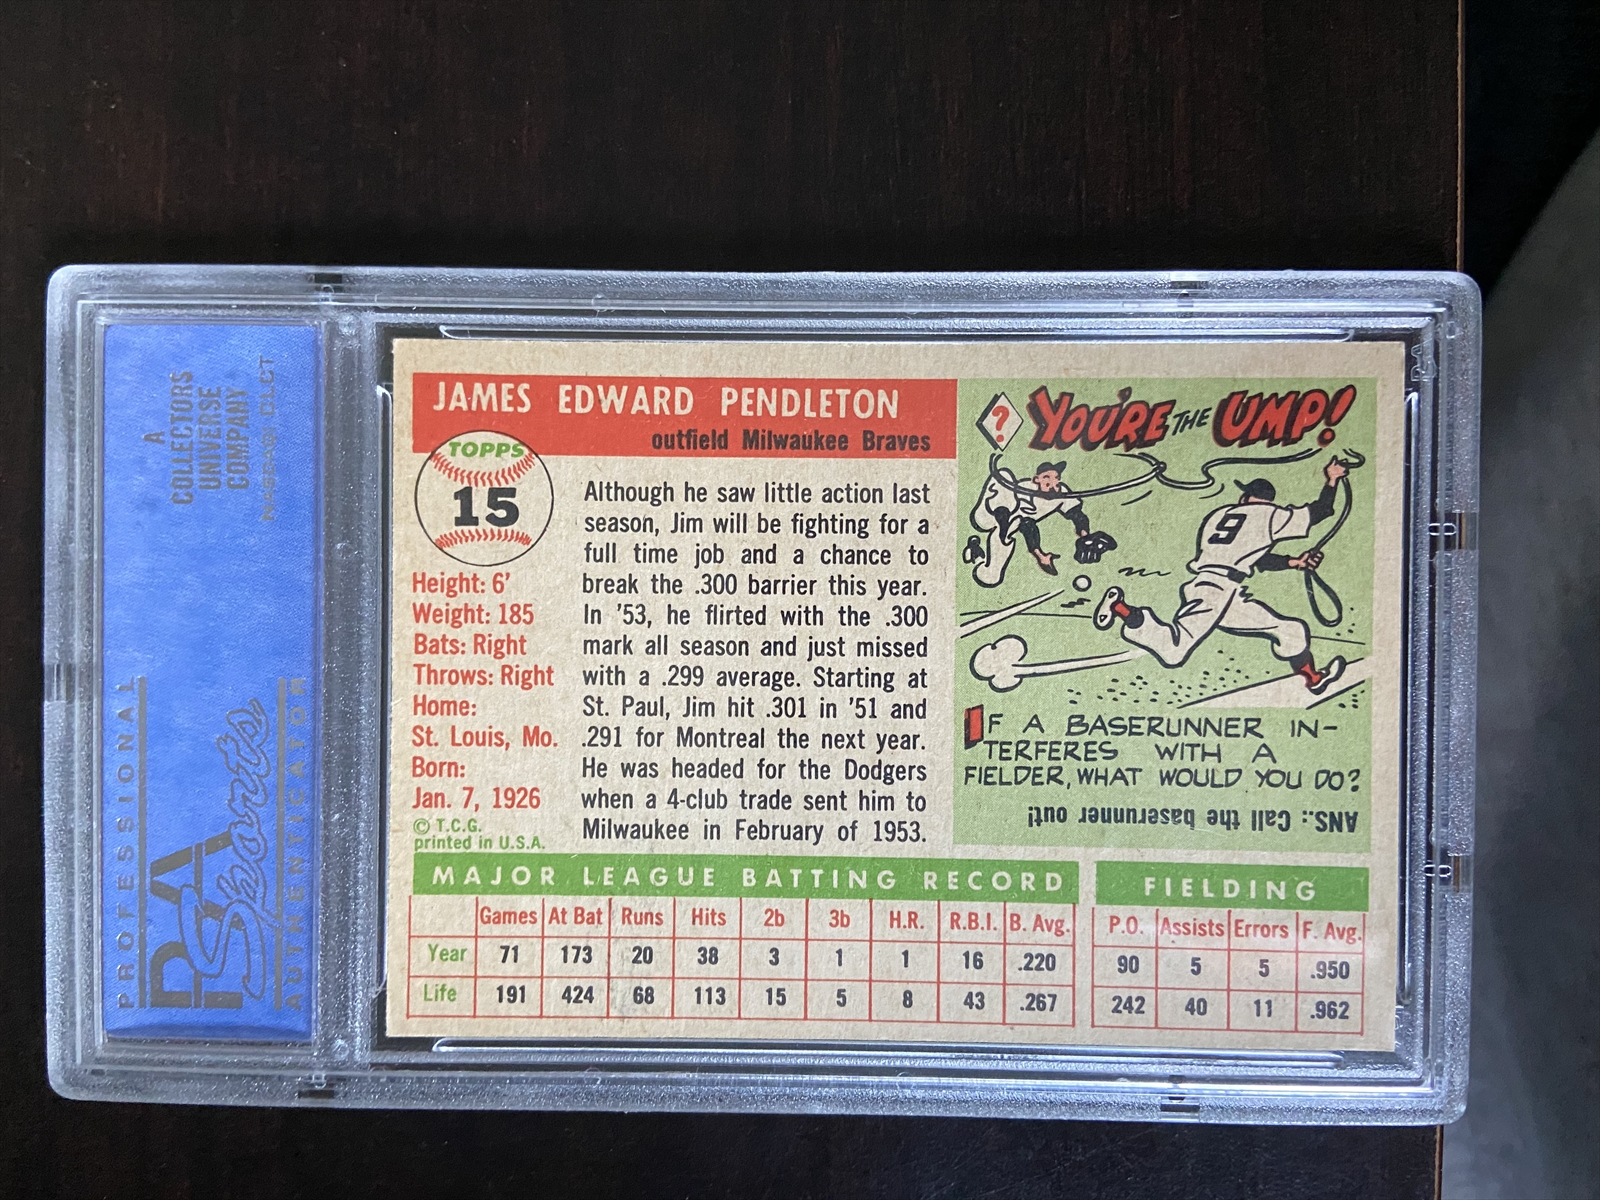 A
COLLECTORS
UNIVERSE
COMPANY
NASDAQ: CLCT
PROFESSIONAL
PSA
Sports
AUTHENTICATOR
JAMES EDWARD PENDLETON
outfield Milwaukee Braves
TOPPS
15
Height: 6'
Weight: 185
Bats: Right
Throws: Right
Home:
St. Louis, Mo.
Born:
Jan. 7, 1926
© T.C.G.
printed in U.S.A.
Although he saw little action last
season, Jim will be fighting for a
full time job and a chance to
break the .300 barrier this year.
In '53, he flirted with the .300
mark all season and just missed
with a .299 average. Starting at
St. Paul, Jim hit .301 in '51 and
.291 for Montreal the next year.
He was headed for the Dodgers
when a 4-club trade sent him to
Milwaukee in February of 1953.
? YOU'RE THE UMP!
9
IF A BASERUNNER IN-
TERFERES WITH A
FIELDER, WHAT WOULD YOU DO?
ANS.: Call the baserunner out!
MAJOR LEAGUE BATTING RECORD
Games At Bat Runs Hits 2b 3b H.R. R.B.I. B. Avg.
Year 71 173 20 38 3 1 1 16 .220
Life 191 424 68 113 15 5 8 43 .267
FIELDING
P.O. Assists Errors F. Avg.
90 5 5 .950
242 40 11 .962